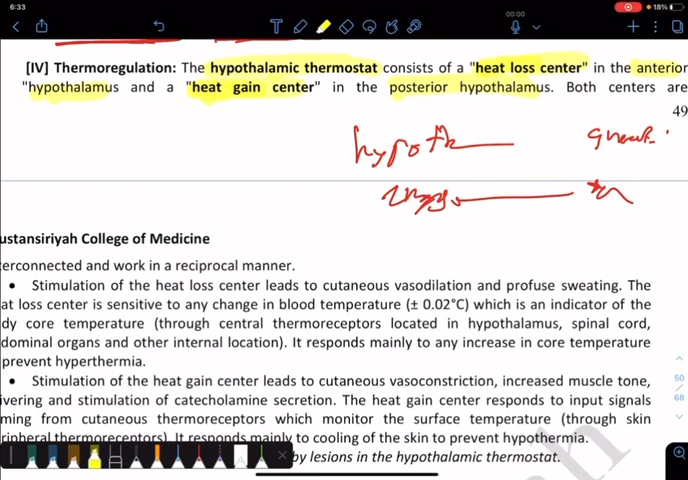 6:33
00:00
18%
[IV] Thermoregulation: The hypothalamic thermostat consists of a "heat loss center" in the anterior
"hypothalamus and a "heat gain center" in the posterior hypothalamus. Both centers are
49
hypoth
ustansiriyah College of Medicine
terconnected and work in a reciprocal manner.
• Stimulation of the heat loss center leads to cutaneous vasodilation and profuse sweating. The
at loss center is sensitive to any change in blood temperature (± 0.02°C) which is an indicator of the
dy core temperature (through central thermoreceptors located in hypothalamus, spinal cord,
dominal organs and other internal location). It responds mainly to any increase in core temperature
prevent hyperthermia.
• Stimulation of the heat gain center leads to cutaneous vasoconstriction, increased muscle tone,
ivering and stimulation of catecholamine secretion. The heat gain center responds to input signals
ming from cutaneous thermoreceptors which monitor the surface temperature (through skin
ripheral thermoreceptors). It responds mainly to cooling of the skin to prevent hypothermia.
by lesions in the hypothalamic thermostat.
50
68